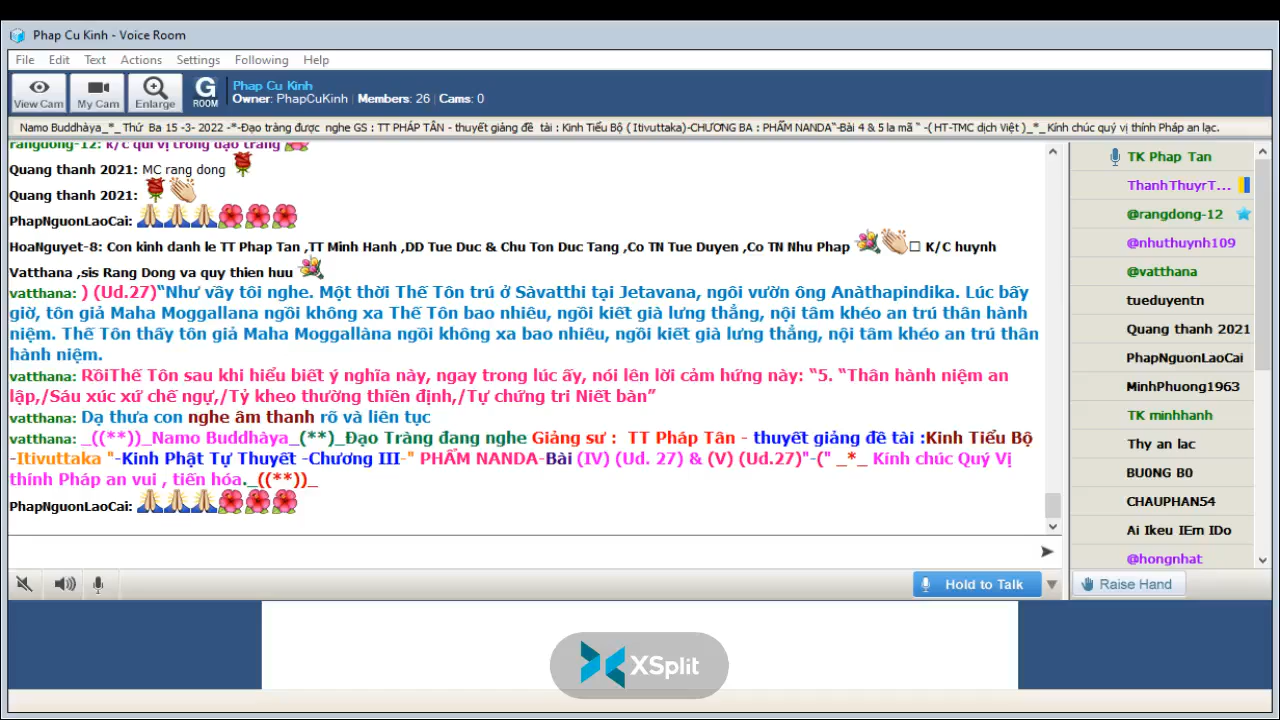 Phap Cu Kinh - Voice Room
File Edit Text Actions Settings Following Help
View Cam My Cam Enlarge G ROOM
Phap Cu Kinh
Owner: PhapCuKinh | Members: 26 | Cams: 0
Namo Buddhàya_*_ Thứ Ba 15 -3- 2022 -*-Đạo tràng được nghe GS : TT PHÁP TÂN - thuyết giảng đề tài : Kinh Tiểu Bộ ( Itivuttaka)-CHƯƠNG BA : PHẨM NANDA"-Bài 4 & 5 la mã " -( HT-TMC dịch Việt )_*_ Kính chúc quý vị thính Pháp an lạc.
rangdong-12: k/c quí vị trong đạo tràng
Quang thanh 2021: MC rang dong
Quang thanh 2021:
PhapNguonLaoCai:
HoaNguyet-8: Con kinh danh le TT Phap Tan ,TT Minh Hanh ,DD Tue Duc & Chu Ton Duc Tang ,Co TN Tue Duyen ,Co TN Nhu Phap K/C huynh
Vatthana ,sis Rang Dong va quy thien huu
vatthana: ) (Ud.27)“Như vầy tôi nghe. Một thời Thế Tôn trú ở Sàvatthi tại Jetavana, ngôi vườn ông Anàthapindika. Lúc bấy
giờ, tôn giả Maha Moggallana ngồi không xa Thế Tôn bao nhiêu, ngồi kiết già lưng thẳng, nội tâm khéo an trú thân hành
niệm. Thế Tôn thấy tôn giả Maha Moggallàna ngồi không xa bao nhiêu, ngồi kiết già lưng thẳng, nội tâm khéo an trú thân
hành niệm.
vatthana: RồiThế Tôn sau khi hiểu biết ý nghĩa này, ngay trong lúc ấy, nói lên lời cảm hứng này: “5. “Thân hành niệm an
lập,/Sáu xúc xứ chế ngự,/Tỷ kheo thường thiền định,/Tự chứng tri Niết bàn”
vatthana: Dạ thưa con nghe âm thanh rõ và liên tục
vatthana: _((**))_Namo Buddhàya_(**)_Đạo Tràng đang nghe Giảng sư : TT Pháp Tân - thuyết giảng đề tài :Kinh Tiểu Bộ
-Itivuttaka "-Kinh Phật Tự Thuyết -Chương III-" PHẨM NANDA-Bài (IV) (Ud. 27) & (V) (Ud.27)"-(" _*_ Kính chúc Quý Vị
thính Pháp an vui , tiến hóa._((**))_
PhapNguonLaoCai:
TK Phap Tan
ThanhThuyrT...
@rangdong-12
@nhuthuynh109
@vatthana
tueduyentn
Quang thanh 2021
PhapNguonLaoCai
MinhPhuong1963
TK minhhanh
Thy an lac
BU0NG B0
CHAUPHAN54
Ai Ikeu IEm IDo
@hongnhat
Hold to Talk
Raise Hand
XSplit